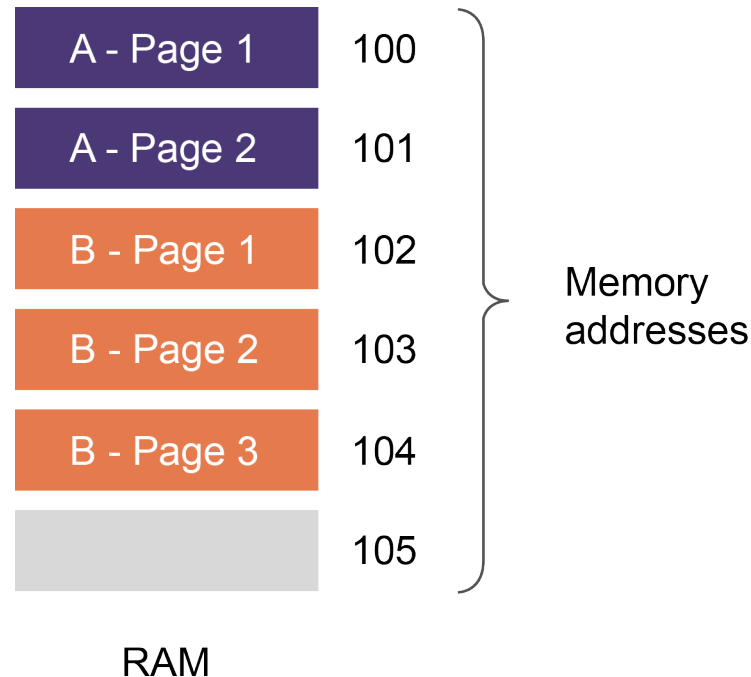 A - Page 1 100
A - Page 2 101
B - Page 1 102
B - Page 2 103
B - Page 3 104
105
Memory
addresses
RAM